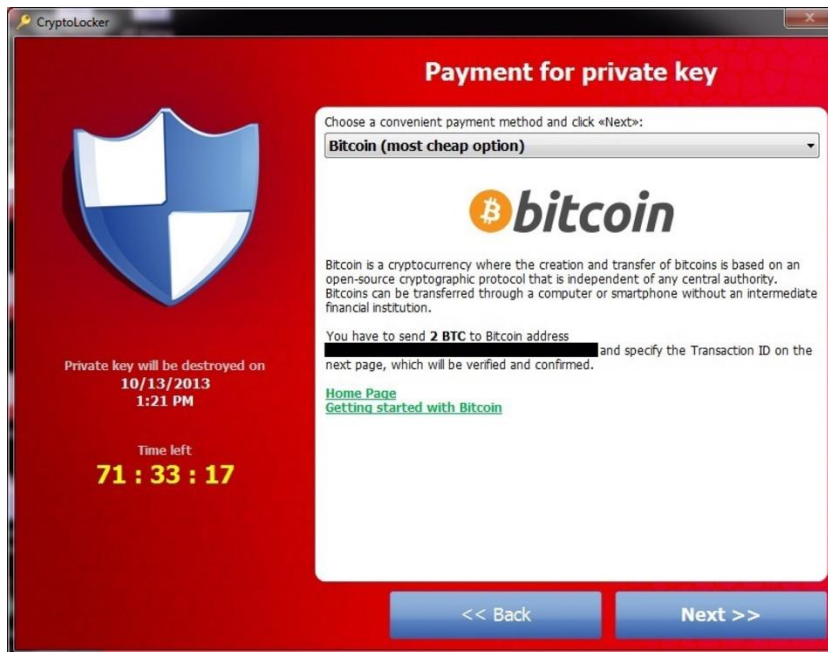 CryptoLocker
Payment for private key
Choose a convenient payment method and click «Next»:
Bitcoin (most cheap option)
bitcoin
Bitcoin is a cryptocurrency where the creation and transfer of bitcoins is based on an
open-source cryptographic protocol that is independent of any central authority.
Bitcoins can be transferred through a computer or smartphone without an intermediate
financial institution.
You have to send 2 BTC to Bitcoin address
and specify the Transaction ID on the
next page, which will be verified and confirmed.
Home Page
Getting started with Bitcoin
Private key will be destroyed on
10/13/2013
1:21 PM
Time left
71 : 33 : 17
<< Back
Next >>